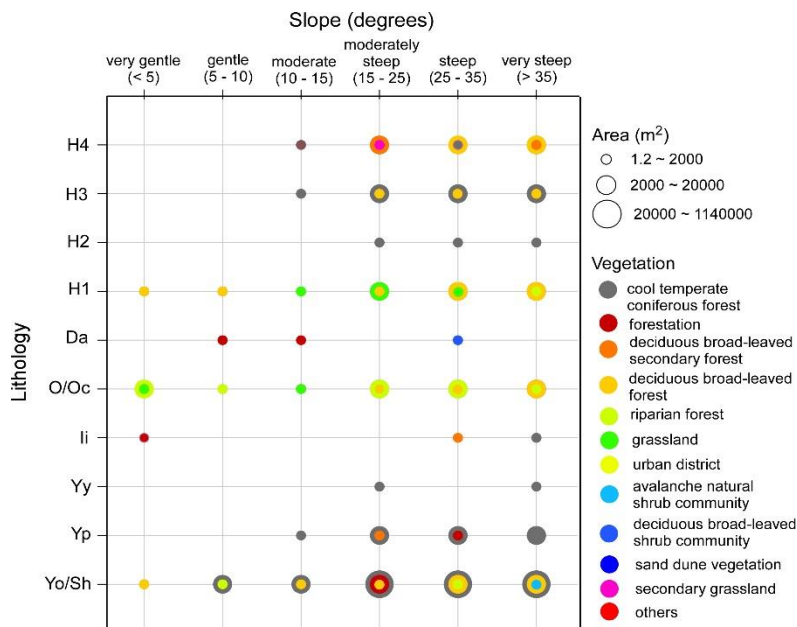 Slope (degrees)
very gentle
(< 5)
gentle
(5 - 10)
moderate
(10 - 15)
moderately
steep
(15 - 25)
steep
(25 - 35)
very steep
(> 35)
Lithology
H4
H3
H2
H1
Da
O/Oc
Ii
Yy
Yp
Yo/Sh
Area (m²)
1.2 ~ 2000
2000 ~ 20000
20000 ~ 1140000
Vegetation
cool temperate
coniferous forest
forestation
deciduous broad-leaved
secondary forest
deciduous broad-leaved
forest
riparian forest
grassland
urban district
avalanche natural
shrub community
deciduous broad-leaved
shrub community
sand dune vegetation
secondary grassland
others